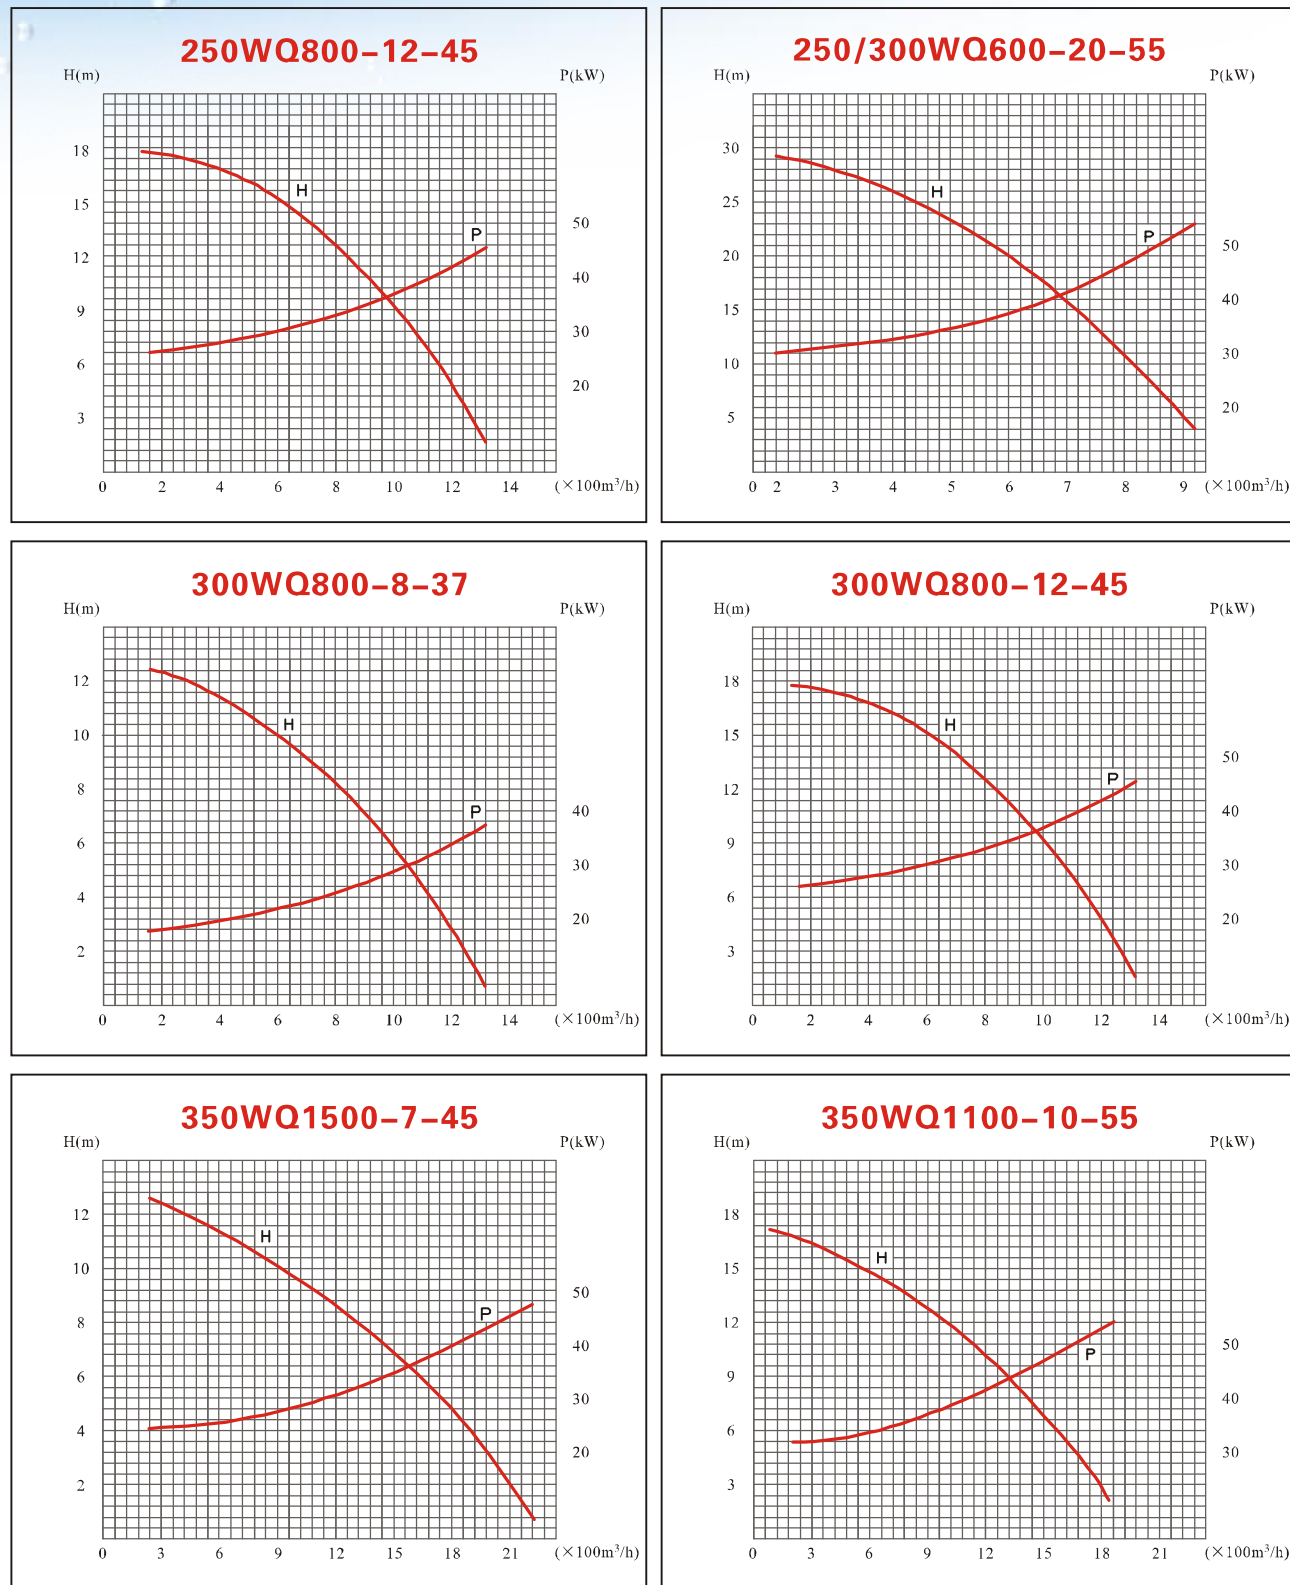 250WQ800-12-45
H(m) P(kW)
18
15
12
9
6
3
50
40
30
20
H
P
0 2 4 6 8 10 12 14 (×100m³/h)
250/300WQ600-20-55
H(m) P(kW)
30
25
20
15
10
5
50
40
30
20
H
P
0 2 3 4 5 6 7 8 9 (×100m³/h)
300WQ800-8-37
H(m) P(kW)
12
10
8
6
4
2
40
30
20
H
P
0 2 4 6 8 10 12 14 (×100m³/h)
300WQ800-12-45
H(m) P(kW)
18
15
12
9
6
3
50
40
30
20
H
P
0 2 4 6 8 10 12 14 (×100m³/h)
350WQ1500-7-45
H(m) P(kW)
12
10
8
6
4
2
50
40
30
20
H
P
0 3 6 9 12 15 18 21 (×100m³/h)
350WQ1100-10-55
H(m) P(kW)
18
15
12
9
6
3
50
40
30
H
P
0 3 6 9 12 15 18 21 (×100m³/h)